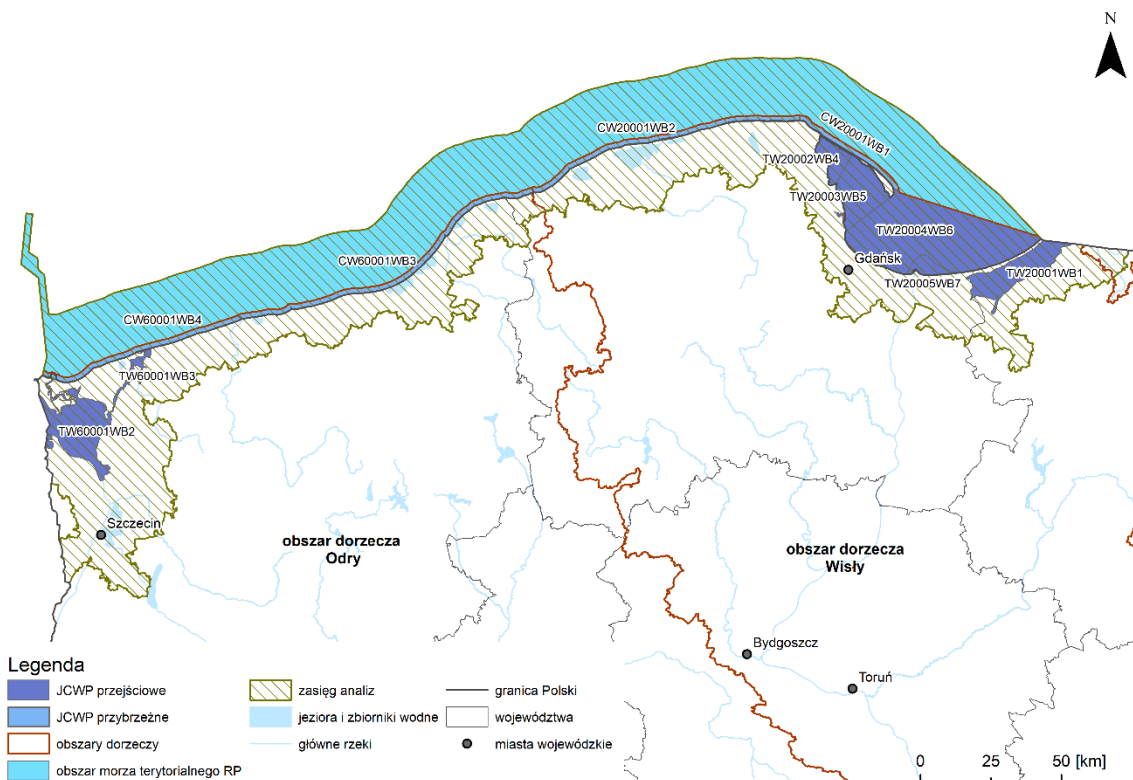 N
CW20001WB2
CW20001WB1
TW20002WB4
TW20003WB5
TW20004WB6
CW60001WB3
Gdańsk
TW20001WB1
TW20005WB7
CW60001WB4
TW60001WB3
TW60001WB2
Szczecin
obszar dorzecza
Odry
obszar dorzecza
Wisły
Bydgoszcz
Toruń
Legenda
JCWP przejściowe
JCWP przybrzeżne
obszary dorzeczy
obszar morza terytorialnego RP
zasięg analiz
jeziora i zbiorniki wodne
główne rzeki
granica Polski
województwa
miasta wojewódzkie
0 25 50 [km]